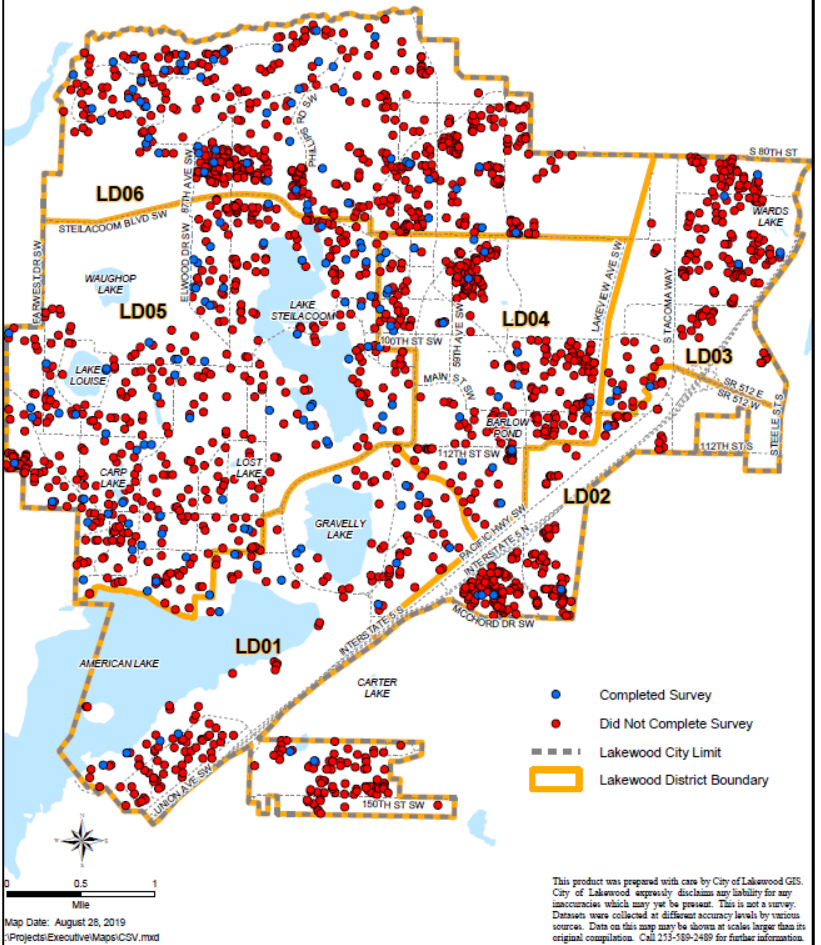 S 80TH ST
PHILLIPS RD SW
87TH AVE SW
LD06
WARDS
LAKE
STEILACOOM BLVD SW
FARWEST DR SW
ELWOOD DR SW
LAKEVIEW AVE SW
S TACOMA WAY
WAUGHOP
LAKE
LD05
LAKE
STEILACOOM
LD04
59TH AVE SW
100TH ST SW
LD03
LAKE
LOUISE
MAIN ST SW
SR 512 E
SR 512 W
STEELE ST S
BARLOW
POND
112TH ST S
112TH ST SW
CARP
LAKE
LOST
LAKE
LD02
GRAVELLY
LAKE
PACIFIC HWY SW
INTERSTATE 5 N
MCCHORD DR SW
INTERSTATE 5 S
LD01
AMERICAN LAKE
CARTER
LAKE
Completed Survey
Did Not Complete Survey
Lakewood City Limit
Lakewood District Boundary
UNION AVE SW
150TH ST SW
0 0.5 1
Mile
Map Date: August 28, 2019
:\Projects\Executive\Maps\CSV.mxd
This product was prepared with care by City of Lakewood GIS.
City of Lakewood expressly disclaims any liability for any
inaccuracies which may yet be present. This is not a survey.
Datasets were collected at different accuracy levels by various
sources. Data on this map may be shown at scales larger than its
original compilation. Call 253-589-2489 for further information.